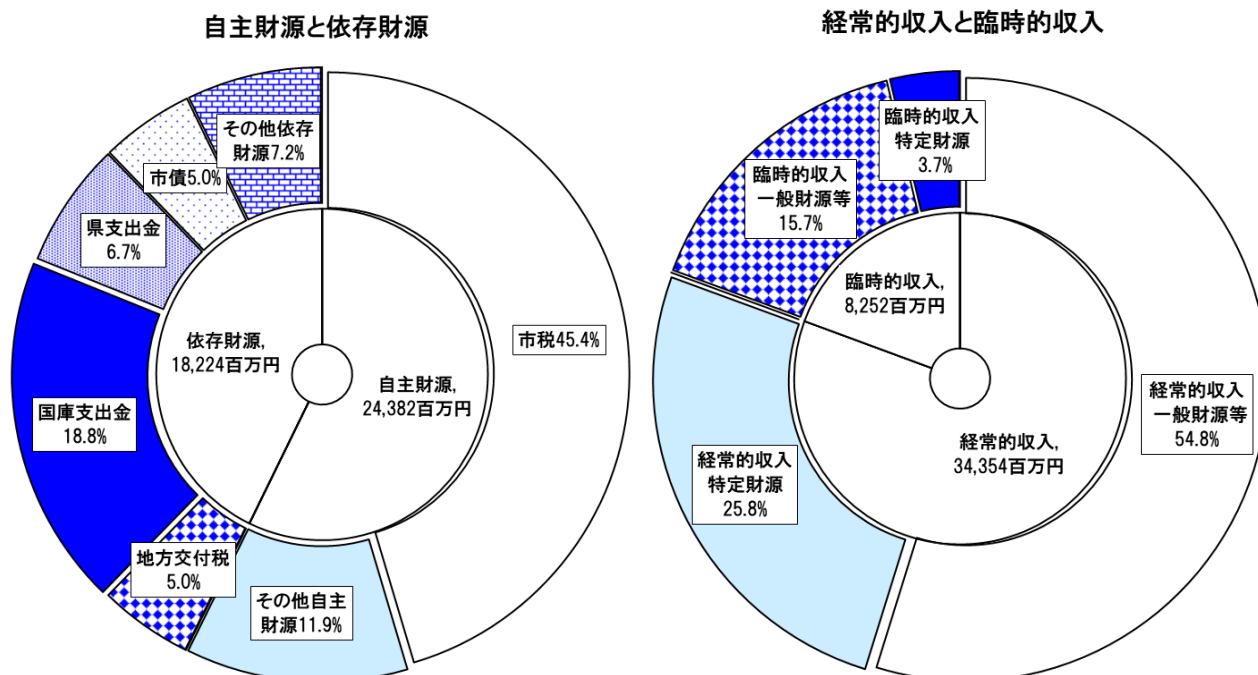 自主財源と依存財源
その他依存
財源7.2%
市債5.0%
県支出金
6.7%
依存財源,
18,224百万円
市税45.4%
自主財源,
24,382百万円
国庫支出金
18.8%
地方交付税
5.0%
その他自主
財源11.9%
経常的収入と臨時的収入
臨時的収入
特定財源
3.7%
臨時的収入
一般財源等
15.7%
臨時的収入,
8,252百万円
経常的収入
一般財源等
54.8%
経常的収入,
34,354百万円
経常的収入
特定財源
25.8%